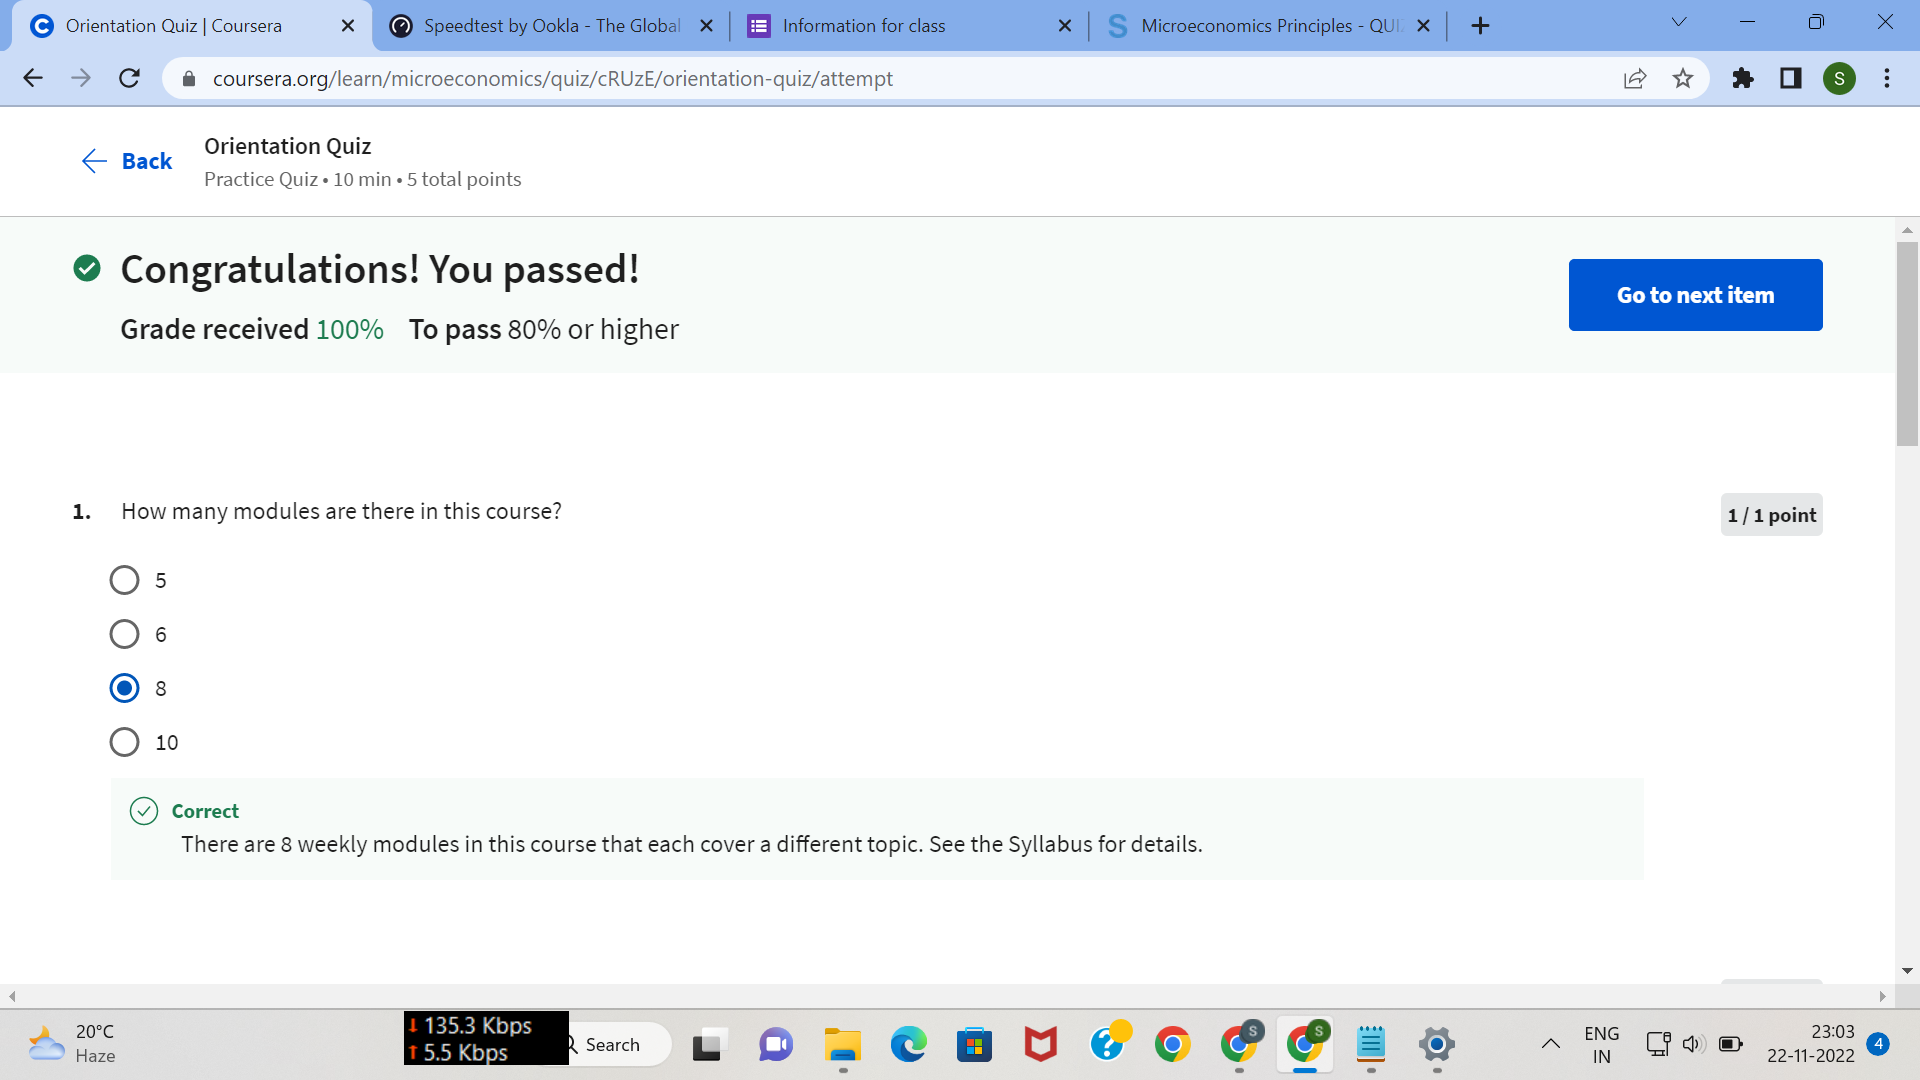 Orientation Quiz | Coursera
Speedtest by Ookla - The Global
Information for class
Microeconomics Principles - QUIZ
coursera.org/learn/microeconomics/quiz/cRUzE/orientation-quiz/attempt
S
Back
Orientation Quiz
Practice Quiz • 10 min • 5 total points
Congratulations! You passed!
Grade received 100% To pass 80% or higher
Go to next item
1. How many modules are there in this course?
1 / 1 point
5
6
8
10
Correct
There are 8 weekly modules in this course that each cover a different topic. See the Syllabus for details.
20°C
Haze
135.3 Kbps
5.5 Kbps
Search
S
S
ENG
IN
23:03
22-11-2022
4